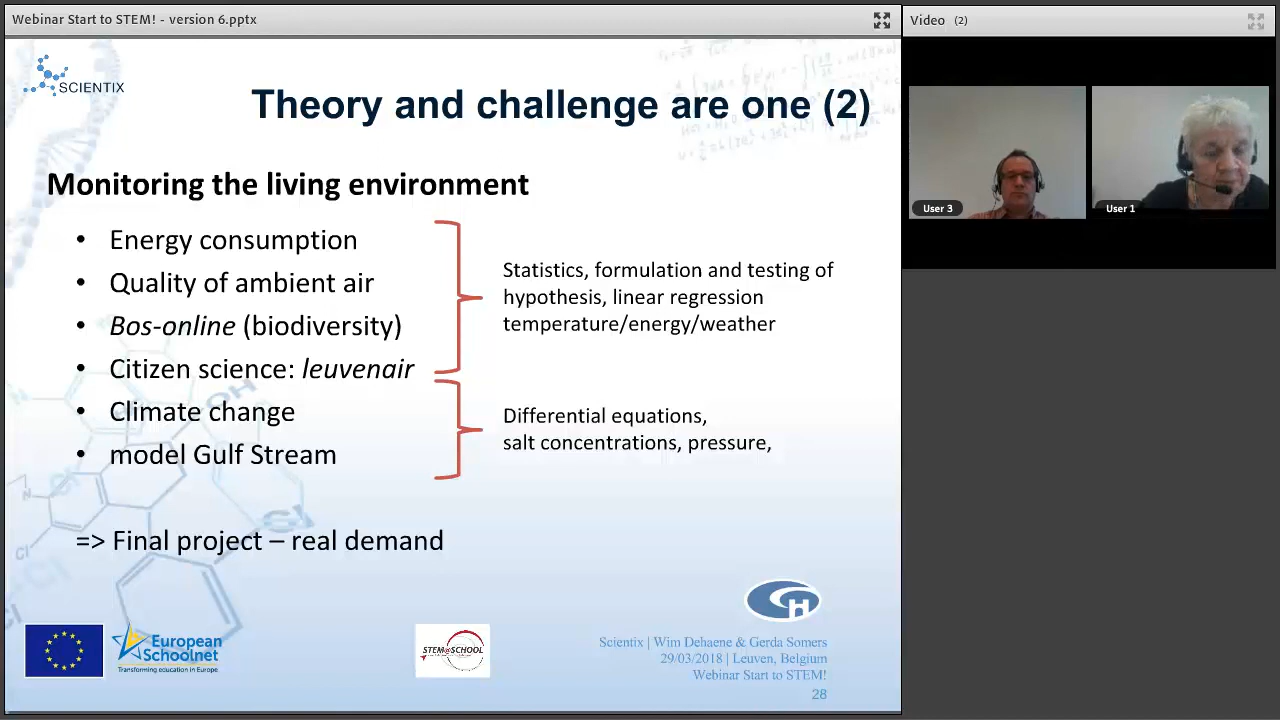 Webinar Start to STEM! - version 6.pptx
Video (2)
SCIENTIX
Theory and challenge are one (2)
Monitoring the living environment
• Energy consumption
• Quality of ambient air
• Bos-online (biodiversity)
• Citizen science: leuvenair
• Climate change
• model Gulf Stream
Statistics, formulation and testing of
hypothesis, linear regression
temperature/energy/weather
Differential equations,
salt concentrations, pressure,
=> Final project – real demand
User 3
User 1
European
Schoolnet
Transforming education in Europe
STEM@SCHOOL
H
Scientix | Wim Dehaene & Gerda Somers
29/03/2018 | Leuven, Belgium
Webinar Start to STEM!
28
OH
Cl
Cl
N